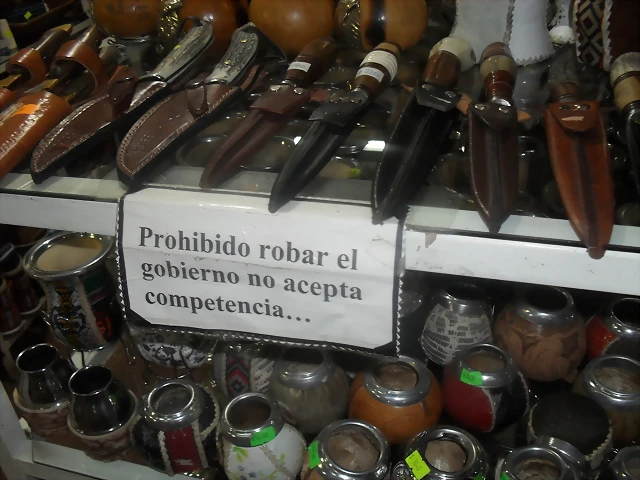 Prohibido robar el
gobierno no acepta
competencia...